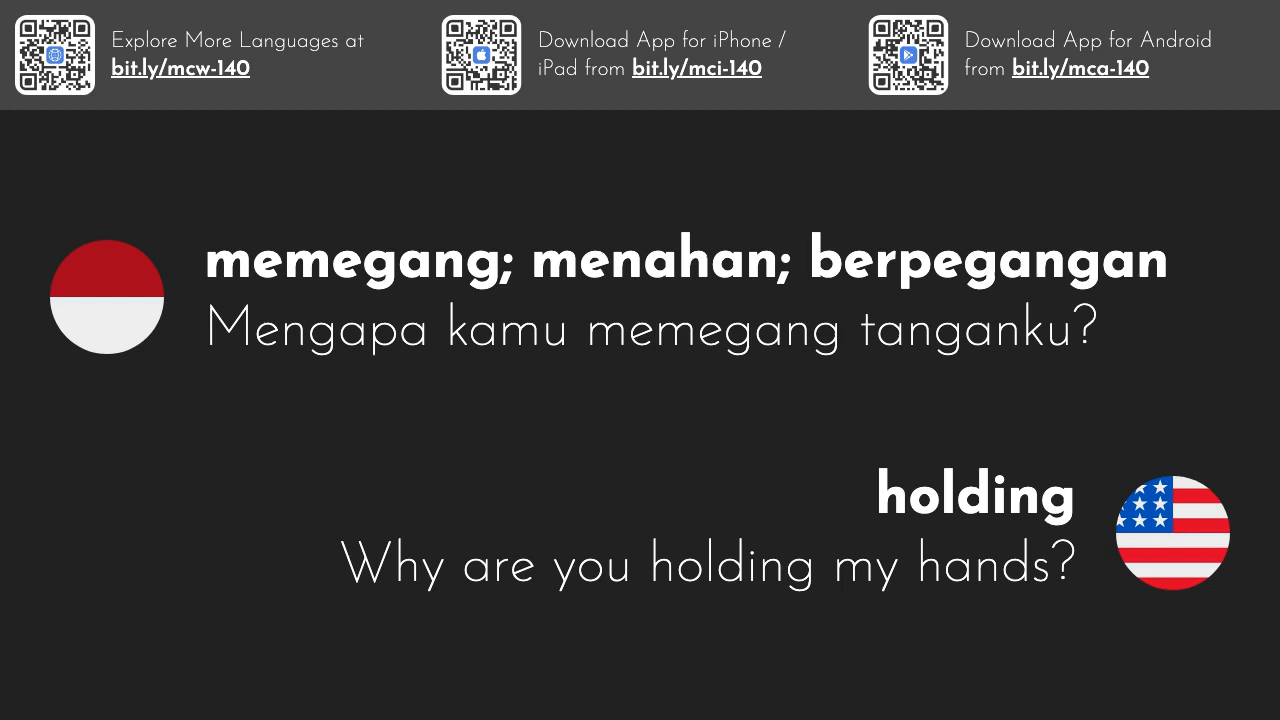 Explore More Languages at
bit.ly/mcw-140
Download App for iPhone /
iPad from bit.ly/mci-140
Download App for Android
from bit.ly/mca-140
memegang; menahan; berpegangan
Mengapa kamu memegang tanganku?
holding
Why are you holding my hands?